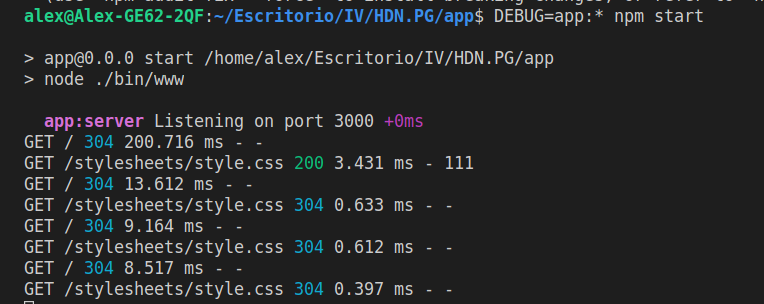 alex@Alex-GE62-2QF:~/Escritorio/IV/HDN.PG/app$ DEBUG=app:* npm start
> app@0.0.0 start /home/alex/Escritorio/IV/HDN.PG/app
> node ./bin/www
app:server Listening on port 3000 +0ms
GET / 304 200.716 ms - -
GET /stylesheets/style.css 200 3.431 ms - 111
GET / 304 13.612 ms - -
GET /stylesheets/style.css 304 0.633 ms - -
GET / 304 9.164 ms - -
GET /stylesheets/style.css 304 0.612 ms - -
GET / 304 8.517 ms - -
GET /stylesheets/style.css 304 0.397 ms - -